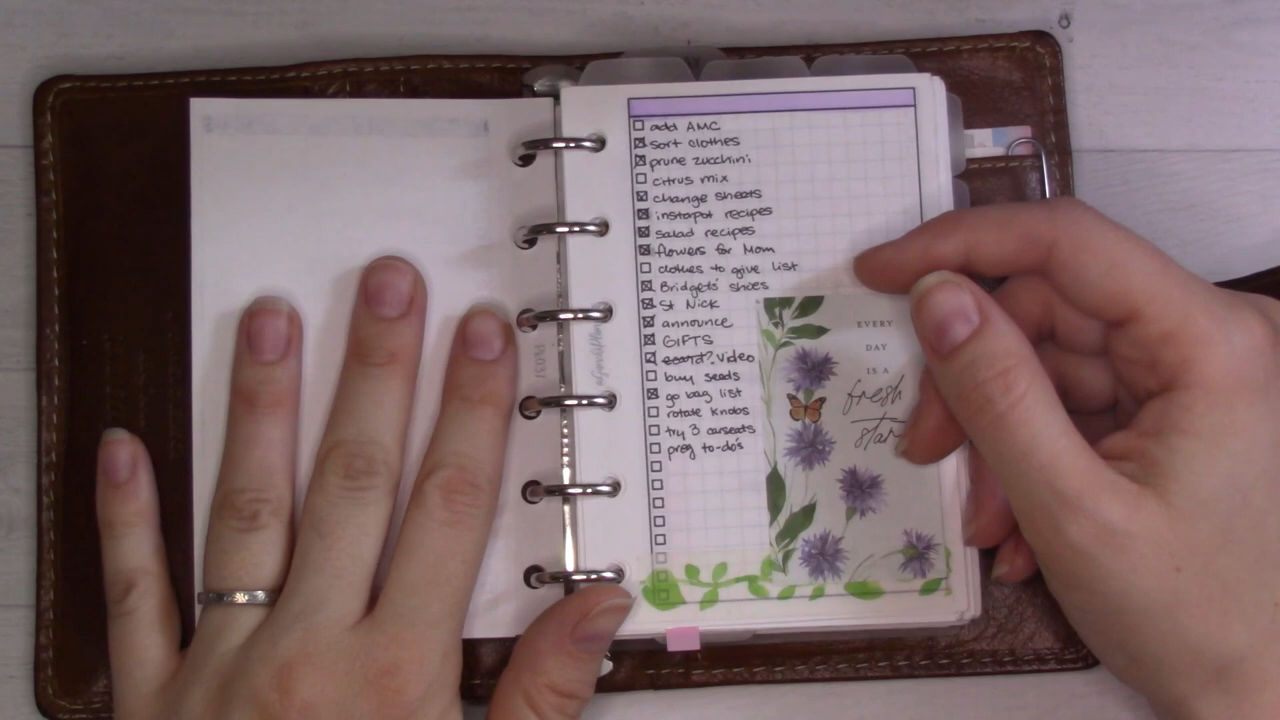 add AMC
sort clothes
prune zucchini
citrus mix
change sheets
instapot recipes
salad recipes
flowers for Mom
clothes to give list
Bridgets' shoes
St Nick
announce
GIFTS
board? video
buy seeds
go bag list
rotate knobs
try 3 carseats
preg to-do's
EVERY
DAY
IS A
fresh